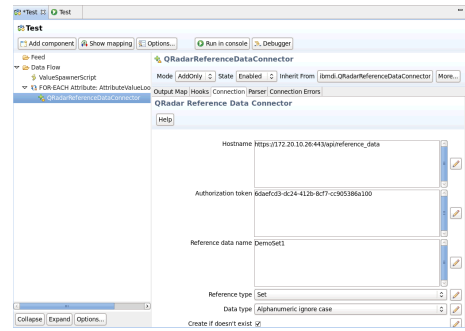 *Test
Test
Test
Add component
Show mapping
Options...
Run in console
Debugger
Feed
Data Flow
ValueSpawnerScript
FOR-EACH Attribute: AttributeValueLoo
QRadarReferenceDataConnector
QRadarReferenceDataConnector
Mode AddOnly State Enabled Inherit From ibmdi.QRadarReferenceDataConnector More...
Output Map Hooks Connection Parser Connection Errors
QRadar Reference Data Connector
Help
Hostname https://172.20.10.26:443/api/reference_data
Authorization token 6daefcd3-dc24-412b-8cf7-cc905386a100
Reference data name DemoSet1
Reference type Set
Data type Alphanumeric ignore case
Create if doesn't exist
Collapse Expand Options...